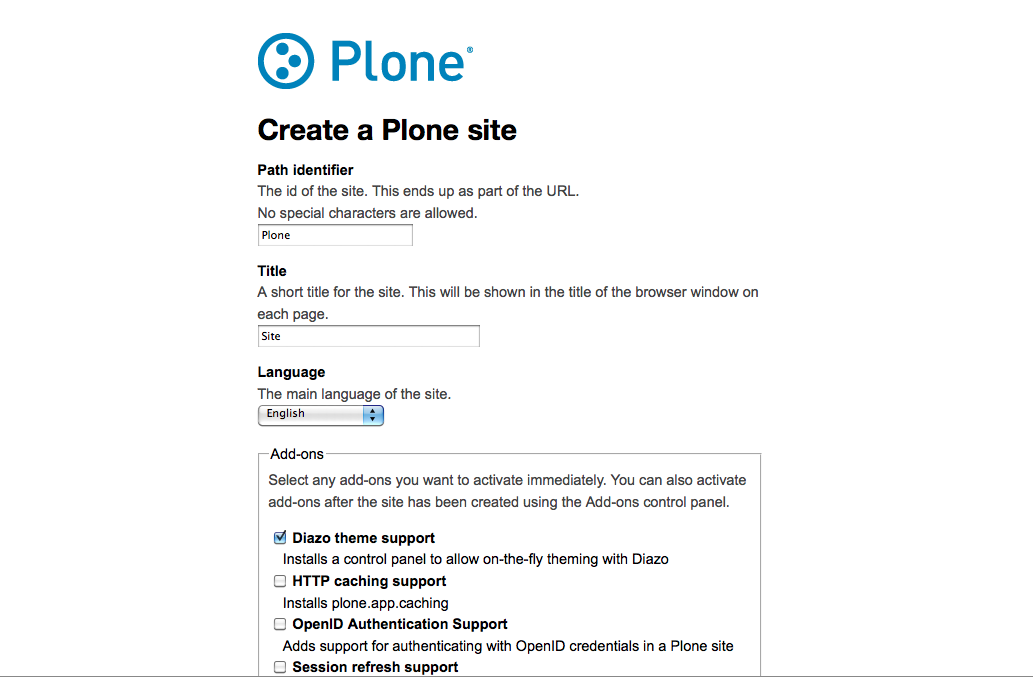 Plone®
Create a Plone site
Path identifier
The id of the site. This ends up as part of the URL.
No special characters are allowed.
Plone
Title
A short title for the site. This will be shown in the title of the browser window on
each page.
Site
Language
The main language of the site.
English
Add-ons
Select any add-ons you want to activate immediately. You can also activate
add-ons after the site has been created using the Add-ons control panel.
Diazo theme support
Installs a control panel to allow on-the-fly theming with Diazo
HTTP caching support
Installs plone.app.caching
OpenID Authentication Support
Adds support for authenticating with OpenID credentials in a Plone site
Session refresh support